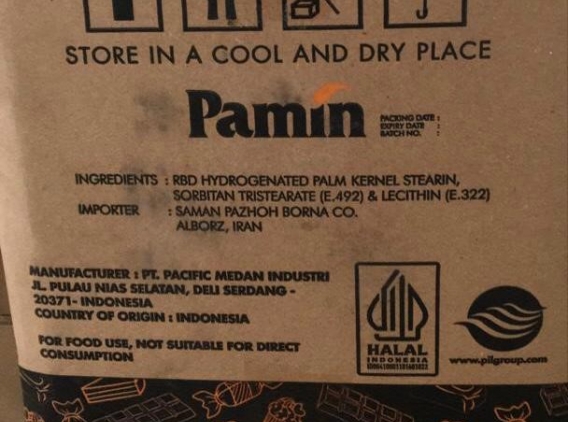 STORE IN A COOL AND DRY PLACE
Pamin
PACKING DATE :
EXPIRY DATE :
BATCH NO. :
INGREDIENTS : RBD HYDROGENATED PALM KERNEL STEARIN,
SORBITAN TRISTEARATE (E.492) & LECITHIN (E.322)
IMPORTER : SAMAN PAZHOH BORNA CO.
ALBORZ, IRAN
MANUFACTURER : PT. PACIFIC MEDAN INDUSTRI
JL. PULAU NIAS SELATAN, DELI SERDANG -
20371- INDONESIA
COUNTRY OF ORIGIN : INDONESIA
FOR FOOD USE, NOT SUITABLE FOR DIRECT
CONSUMPTION
HALAL
INDONESIA
www.pilgroup.com